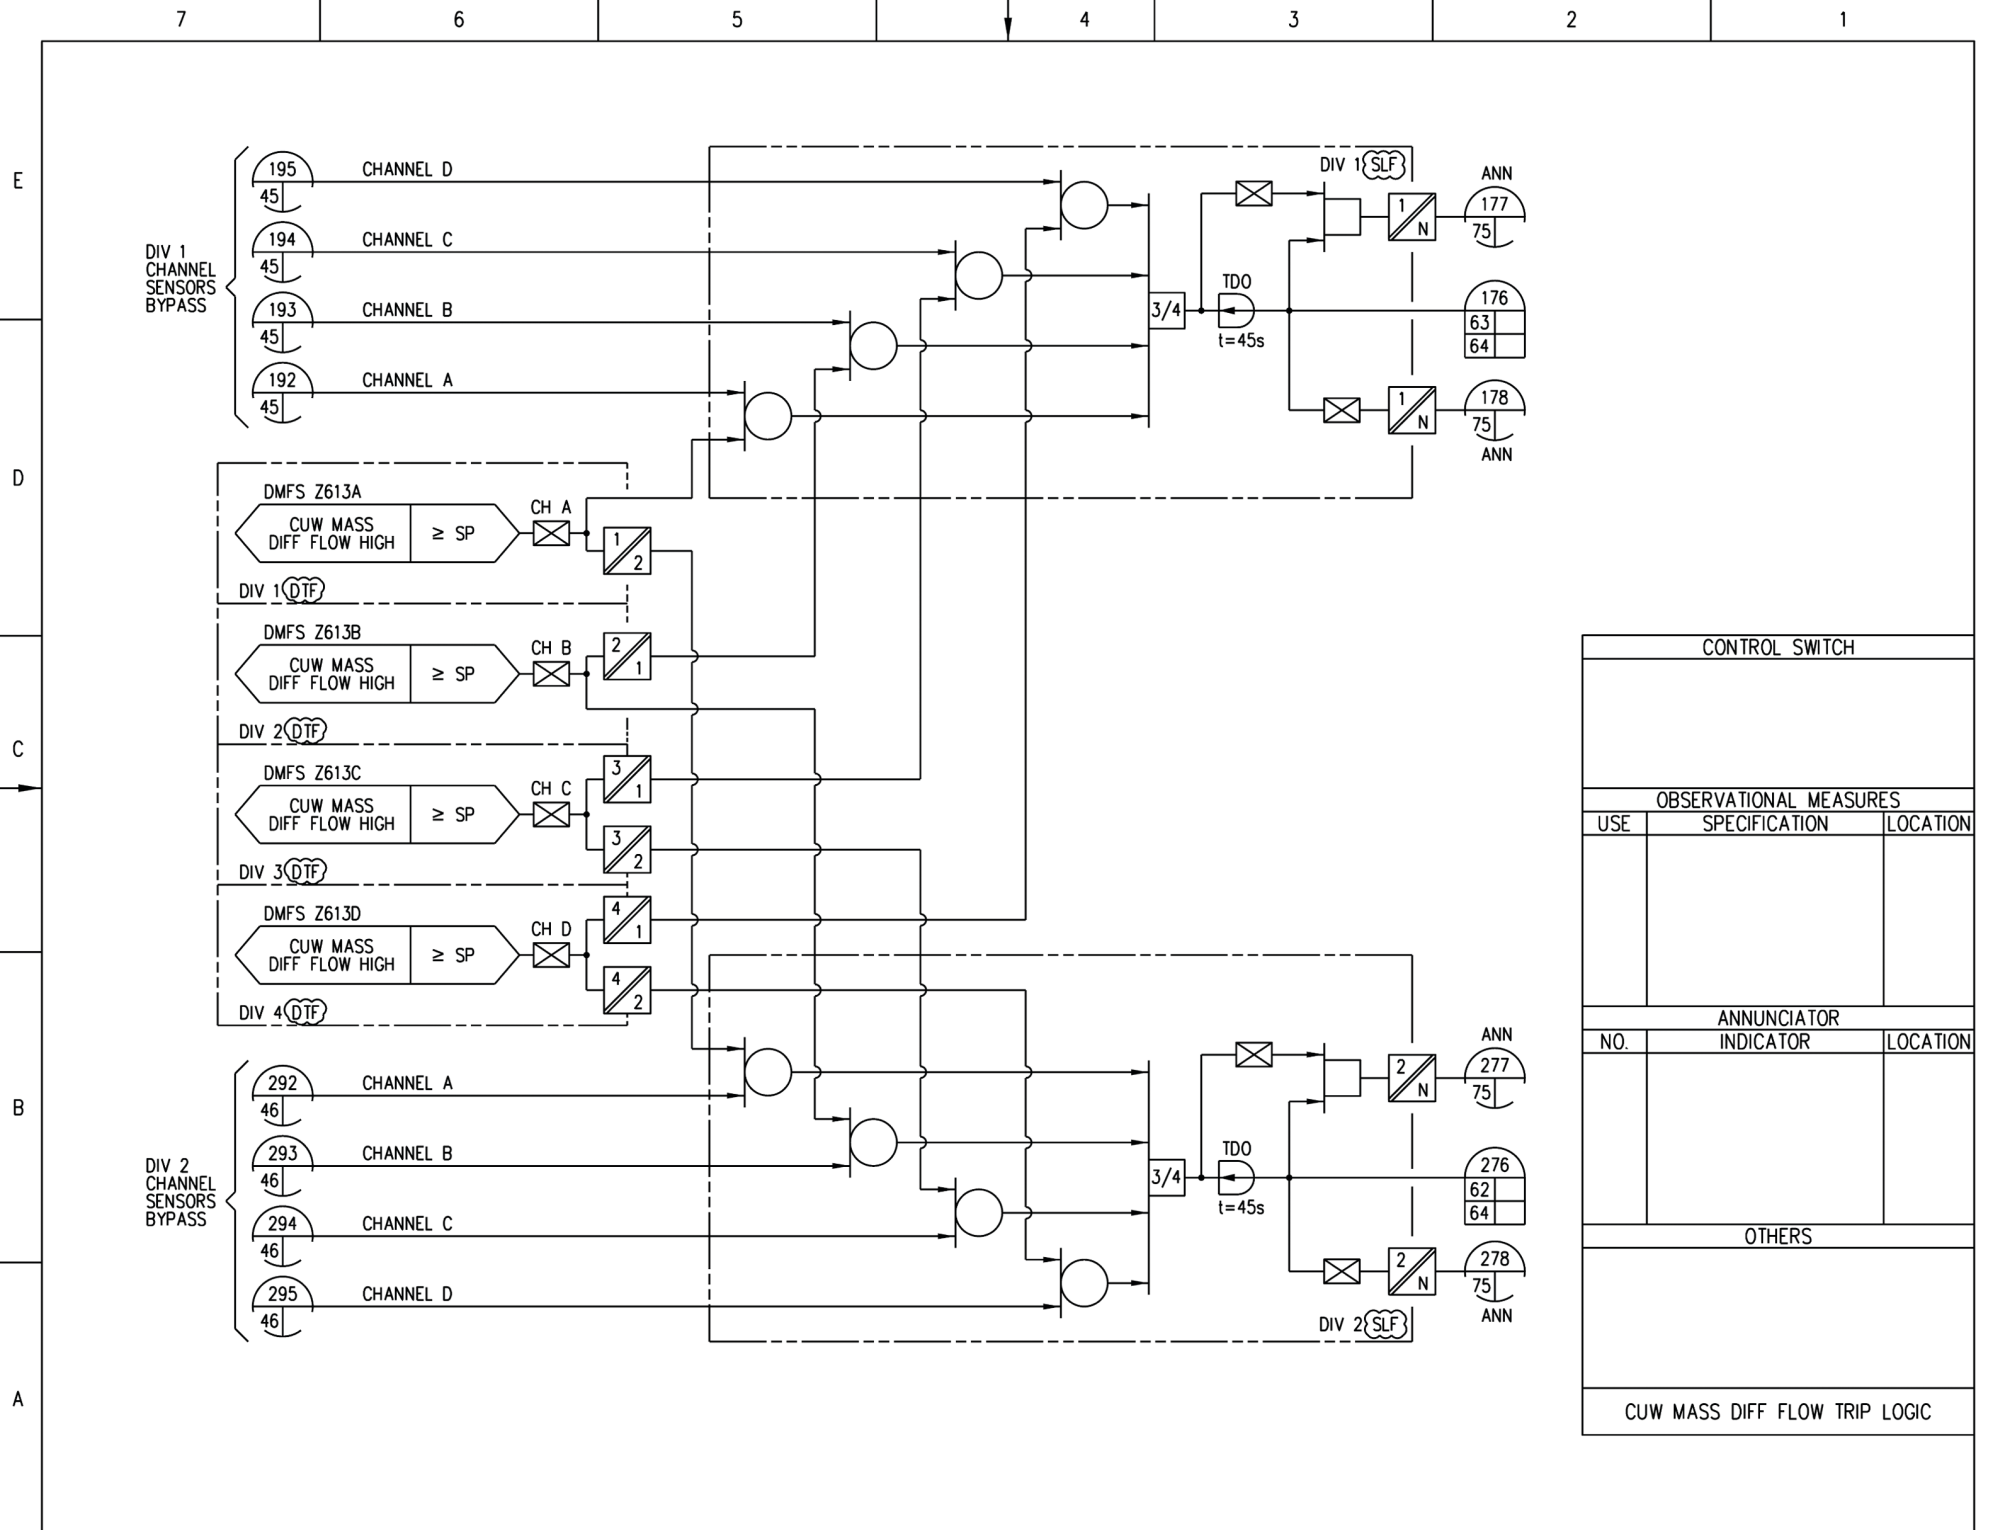 7 6 5 4 3 2 1
E
D
C
B
A
DIV 1
CHANNEL
SENSORS
BYPASS
195
45
CHANNEL D
194
45
CHANNEL C
193
45
CHANNEL B
192
45
CHANNEL A
DIV 1 SLF
1
N
ANN
177
75
3/4
TDO
t=45s
176
63
64
1
N
178
75
ANN
DMFS Z613A
CUW MASS
DIFF FLOW HIGH
≥ SP
CH A
1
2
DIV 1 DTF
DMFS Z613B
CUW MASS
DIFF FLOW HIGH
≥ SP
CH B
2
1
DIV 2 DTF
DMFS Z613C
CUW MASS
DIFF FLOW HIGH
≥ SP
CH C
3
1
3
2
DIV 3 DTF
DMFS Z613D
CUW MASS
DIFF FLOW HIGH
≥ SP
CH D
4
1
4
2
DIV 4 DTF
DIV 2
CHANNEL
SENSORS
BYPASS
292
46
CHANNEL A
293
46
CHANNEL B
294
46
CHANNEL C
295
46
CHANNEL D
3/4
TDO
t=45s
2
N
ANN
277
75
276
62
64
2
N
278
75
ANN
DIV 2 SLF
CONTROL SWITCH
OBSERVATIONAL MEASURES
USE SPECIFICATION LOCATION
ANNUNCIATOR
NO. INDICATOR LOCATION
OTHERS
CUW MASS DIFF FLOW TRIP LOGIC